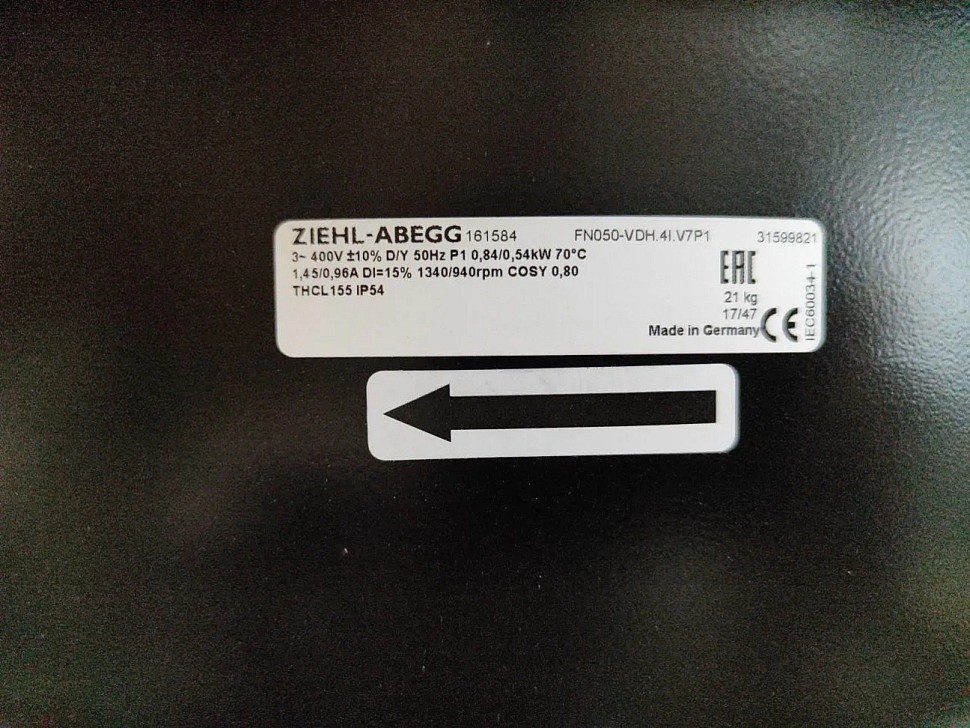 ZIEHL-ABEGG 161584 FN050-VDH.4I.V7P1 31599821
3~ 400V ±10% D/Y 50Hz P1 0,84/0,54kW 70°C
1,45/0,96A DI=15% 1340/940rpm COSY 0,80
THCL155 IP54
EAC
21 kg
17/47
Made in Germany CE
IEC60034-1